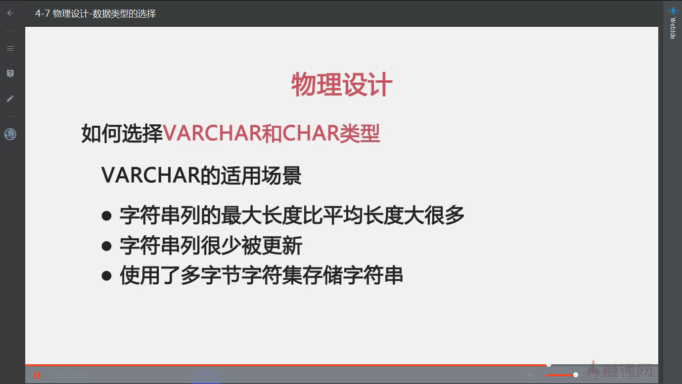 4-7 物理设计-数据类型的选择
WebIde
物理设计
如何选择VARCHAR和CHAR类型
VARCHAR的适用场景
● 字符串列的最大长度比平均长度大很多
● 字符串列很少被更新
● 使用了多字节字符集存储字符串
慕课网